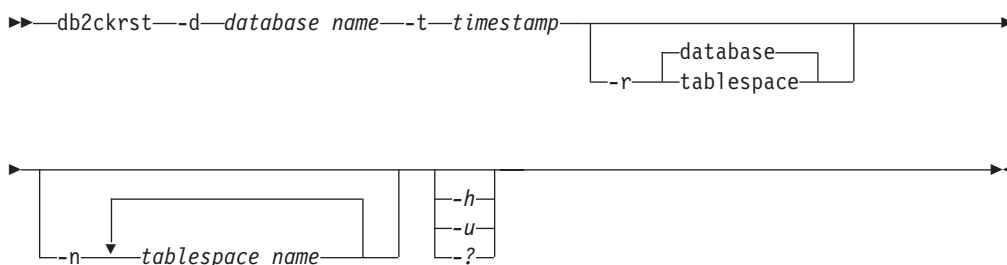 db2ckrst -d database name -t timestamp
database
-r tablespace
-n tablespace name
-h
-u
-?